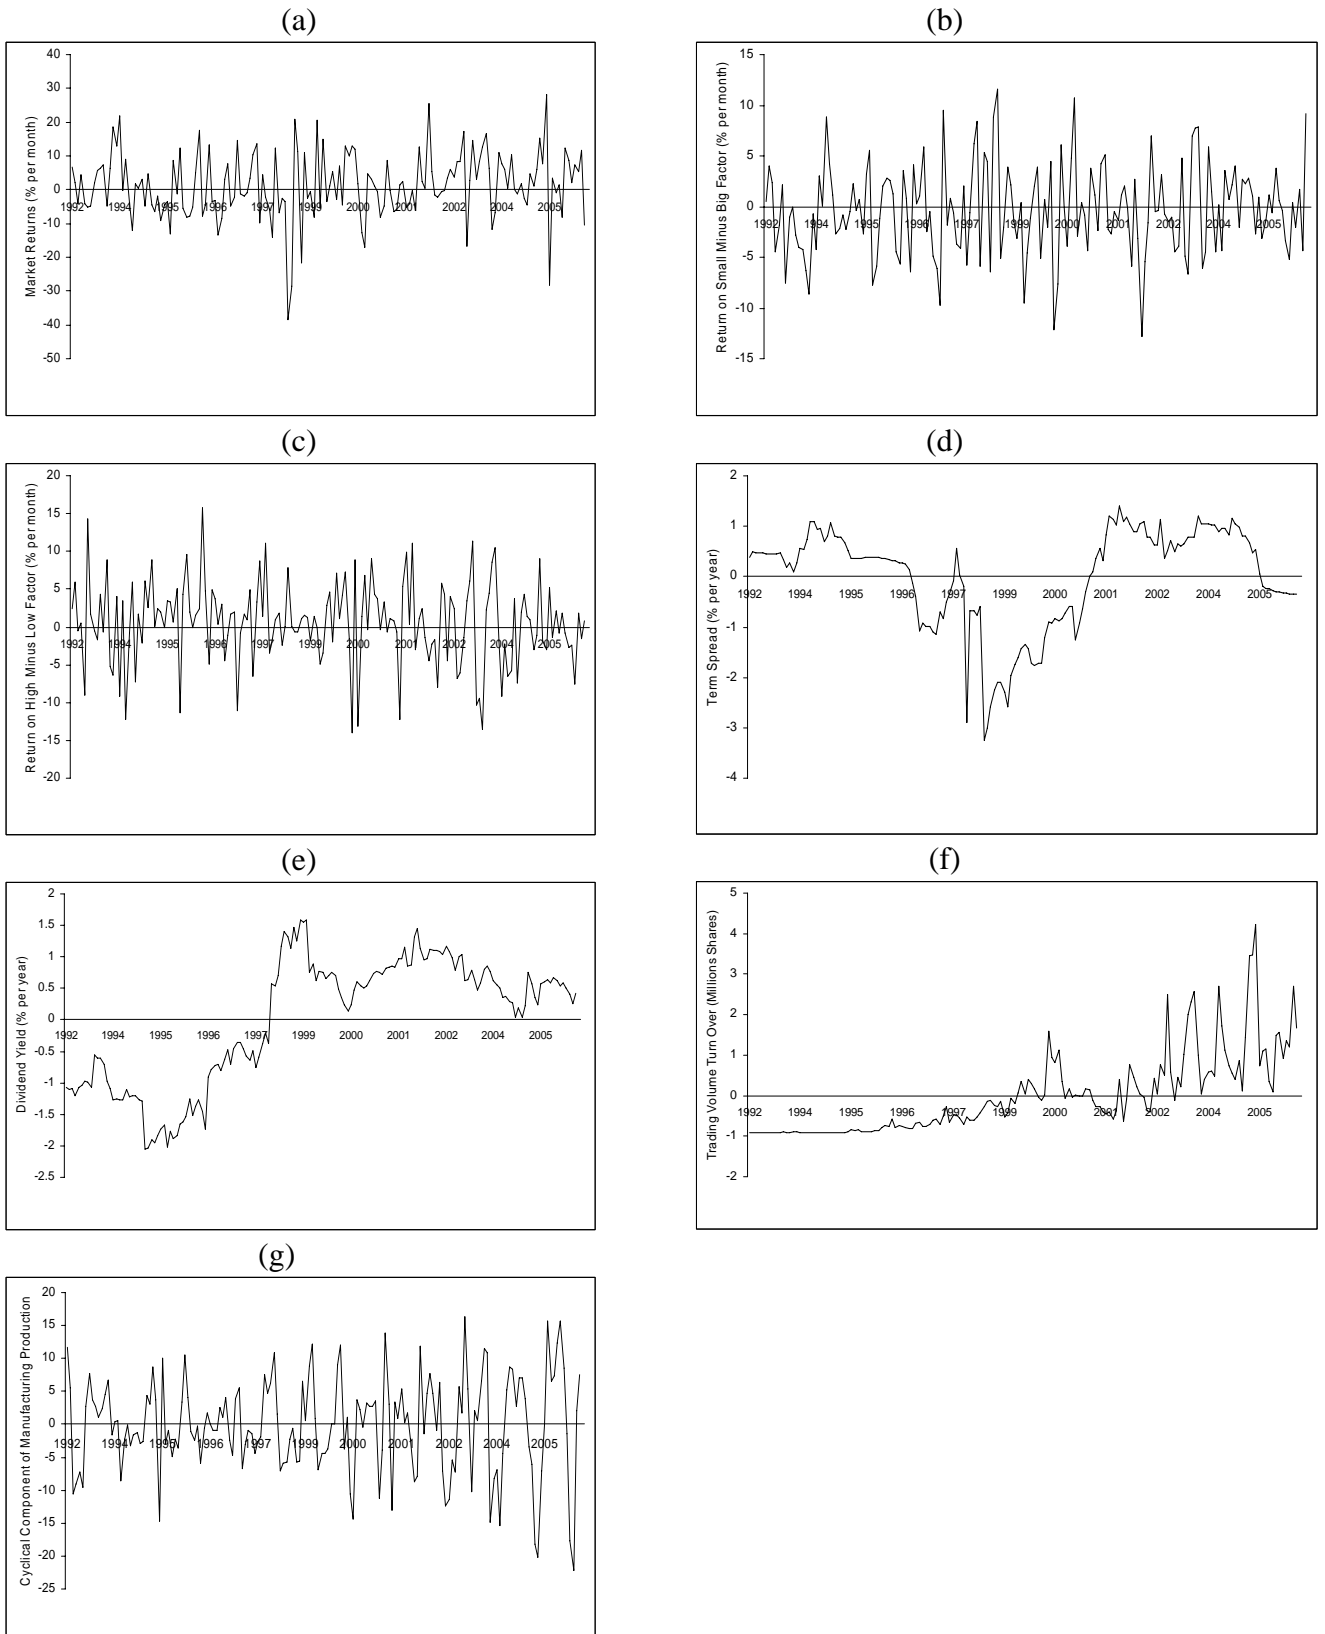 (a)
Market Returns (% per month)
40
30
20
10
0
-10
-20
-30
-40
-50
1992 1994 1995 1996 1997 1999 2000 2001 2002 2004 2005
(b)
Return on Small Minus Big Factor (% per month)
15
10
5
0
-5
-10
-15
1992 1994 1995 1996 1997 1999 2000 2001 2002 2004 2005
(c)
Return on High Minus Low Factor (% per month)
20
15
10
5
0
-5
-10
-15
-20
1992 1994 1995 1996 1997 1999 2000 2001 2002 2004 2005
(d)
Term Spread (% per year)
2
1
0
-1
-2
-3
-4
1992 1994 1995 1996 1997 1999 2000 2001 2002 2004 2005
(e)
Dividend Yield (% per year)
2
1.5
1
0.5
0
-0.5
-1
-1.5
-2
-2.5
1992 1994 1995 1996 1997 1999 2000 2001 2002 2004 2005
(f)
Trading Volume Turn Over (Millions Shares)
5
4
3
2
1
0
-1
-2
1992 1994 1995 1996 1997 1999 2000 2001 2002 2004 2005
(g)
Cyclical Component of Manufacturing Production
20
15
10
5
0
-5
-10
-15
-20
-25
1992 1994 1995 1996 1997 1999 2000 2001 2002 2004 2005